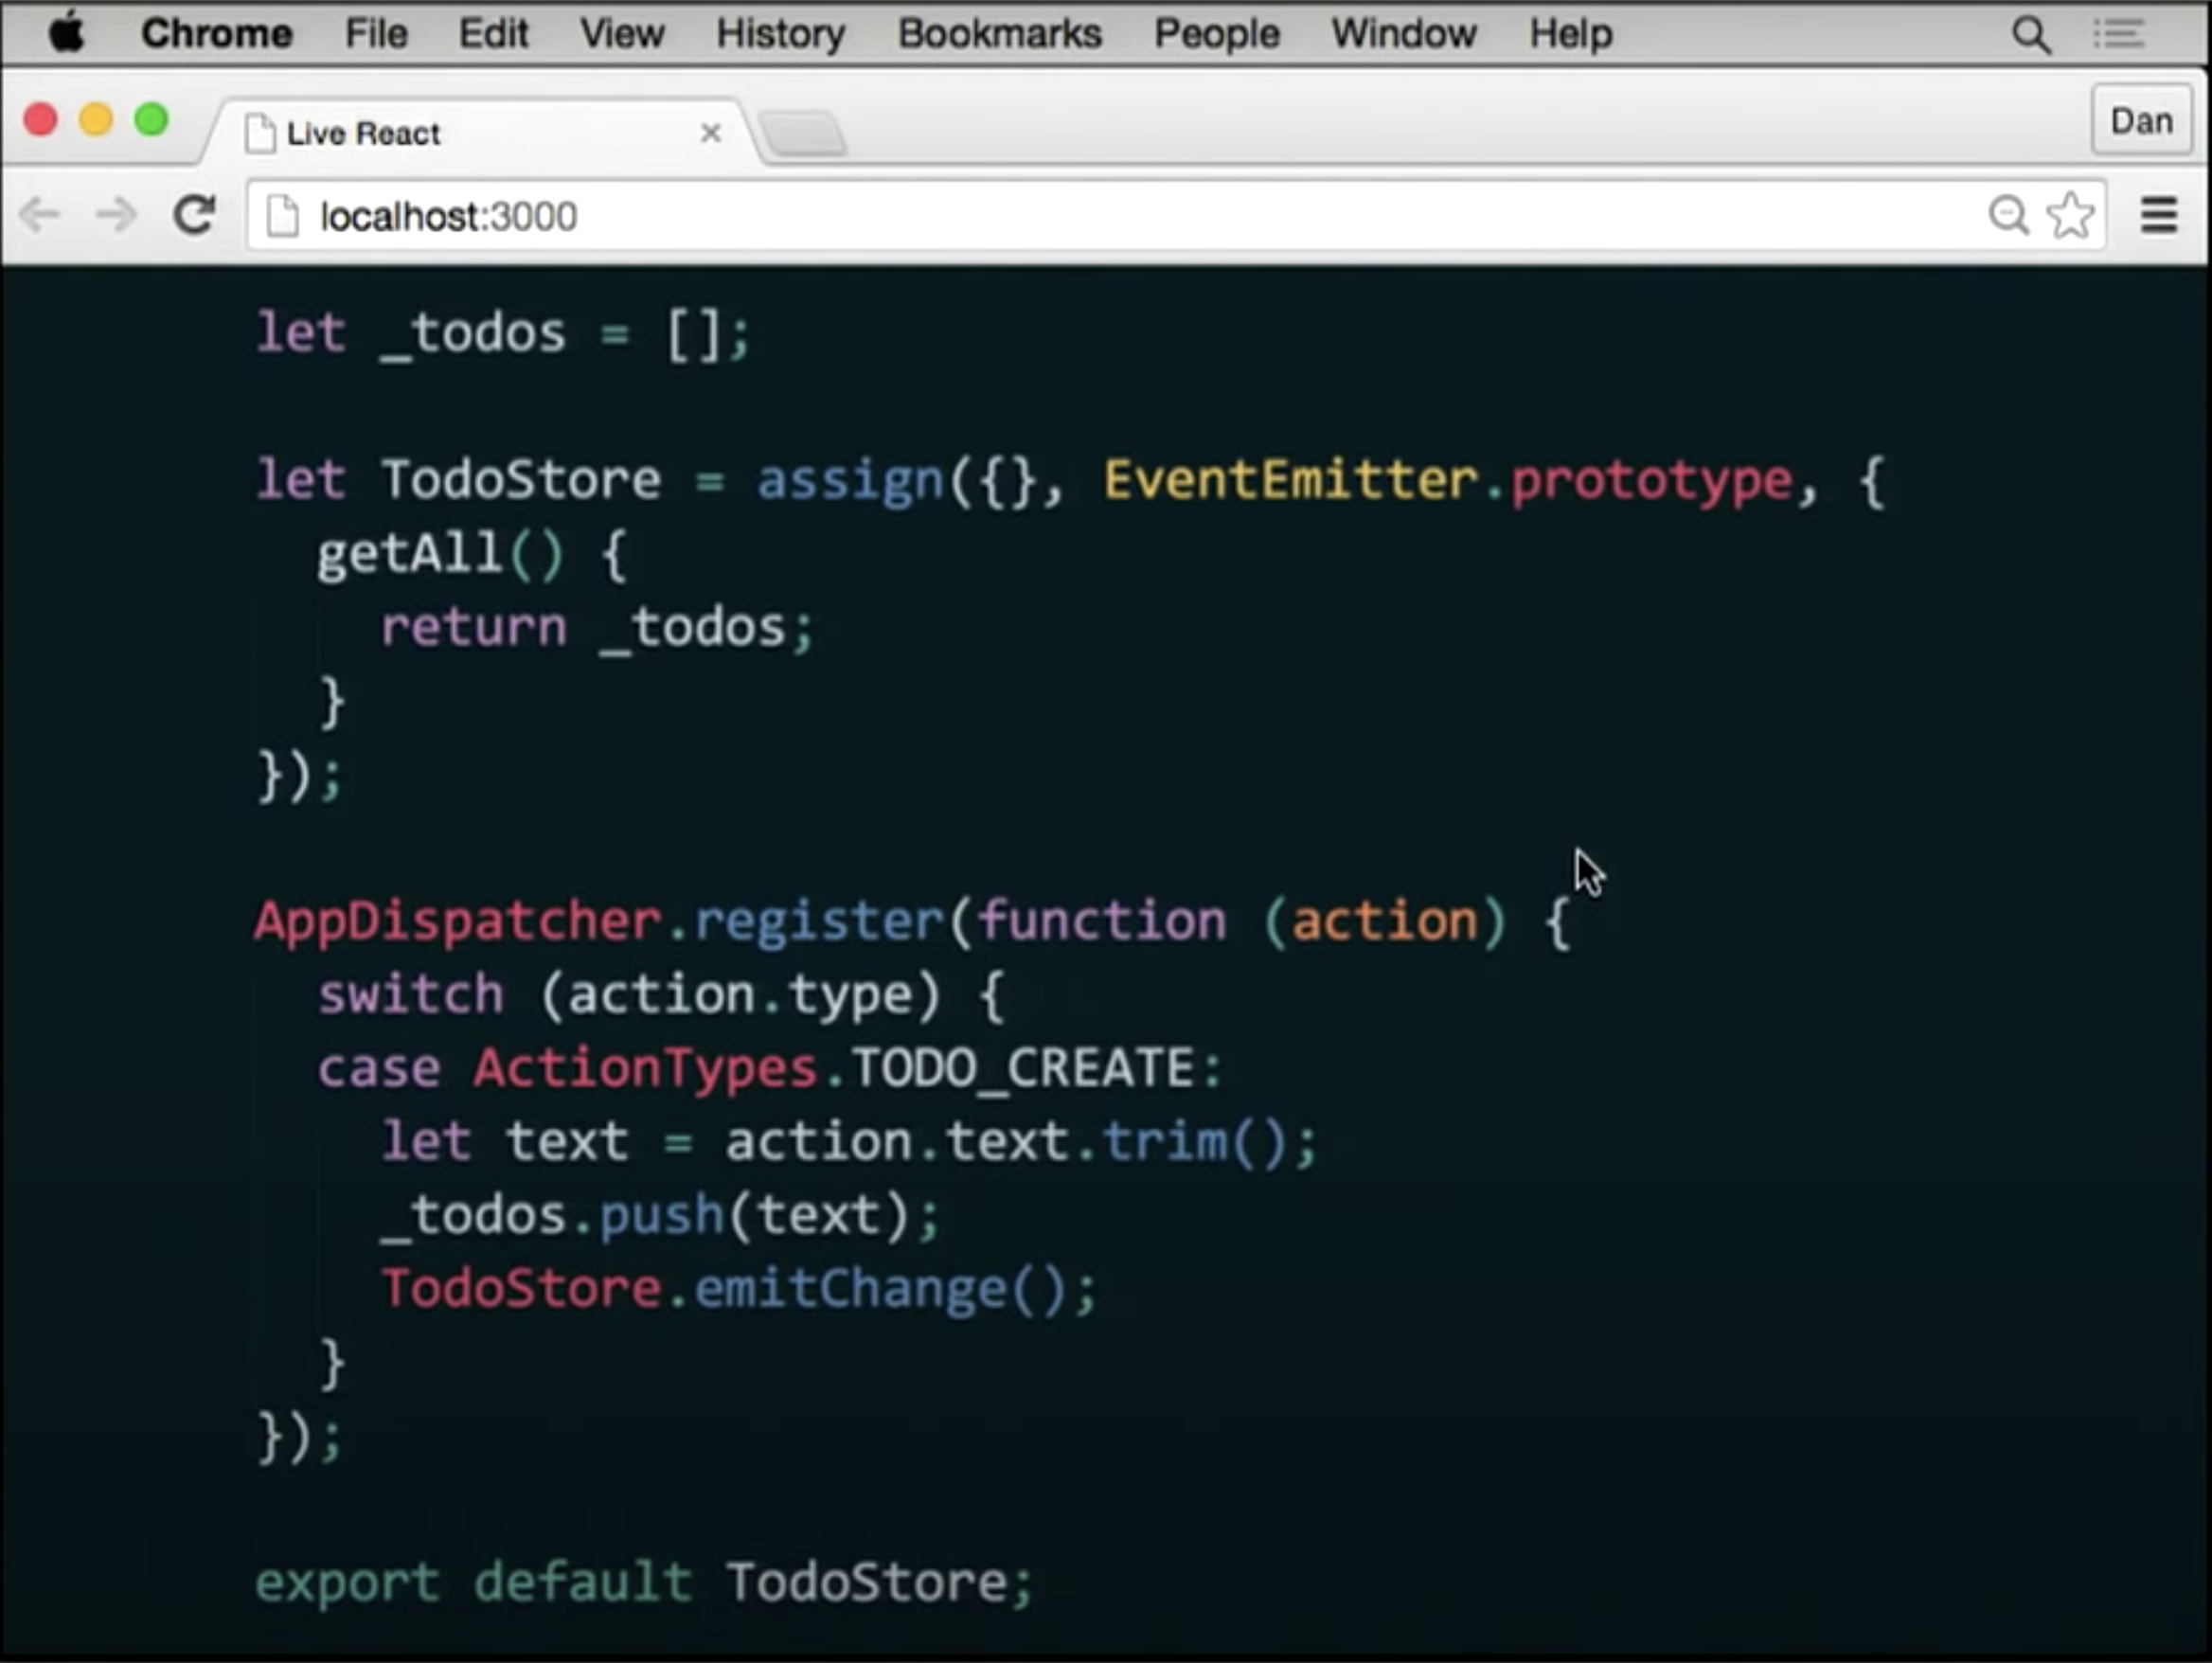 Chrome File Edit View History Bookmarks People Window Help
Live React
Dan
localhost:3000
let _todos = [];
let TodoStore = assign({}, EventEmitter.prototype, {
  getAll() {
    return _todos;
  }
});
AppDispatcher.register(function (action) {
  switch (action.type) {
  case ActionTypes.TODO_CREATE:
    let text = action.text.trim();
    _todos.push(text);
    TodoStore.emitChange();
  }
});
export default TodoStore;